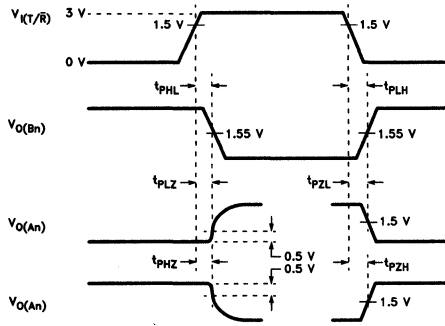 V_I(T/R̄)
3 V
1.5 V
1.5 V
0 V
t_PHL
t_PLH
V_O(Bn)
1.55 V
1.55 V
t_PLZ
t_PZL
V_O(An)
1.5 V
0.5 V
t_PHZ
0.5 V
t_PZH
V_O(An)
1.5 V